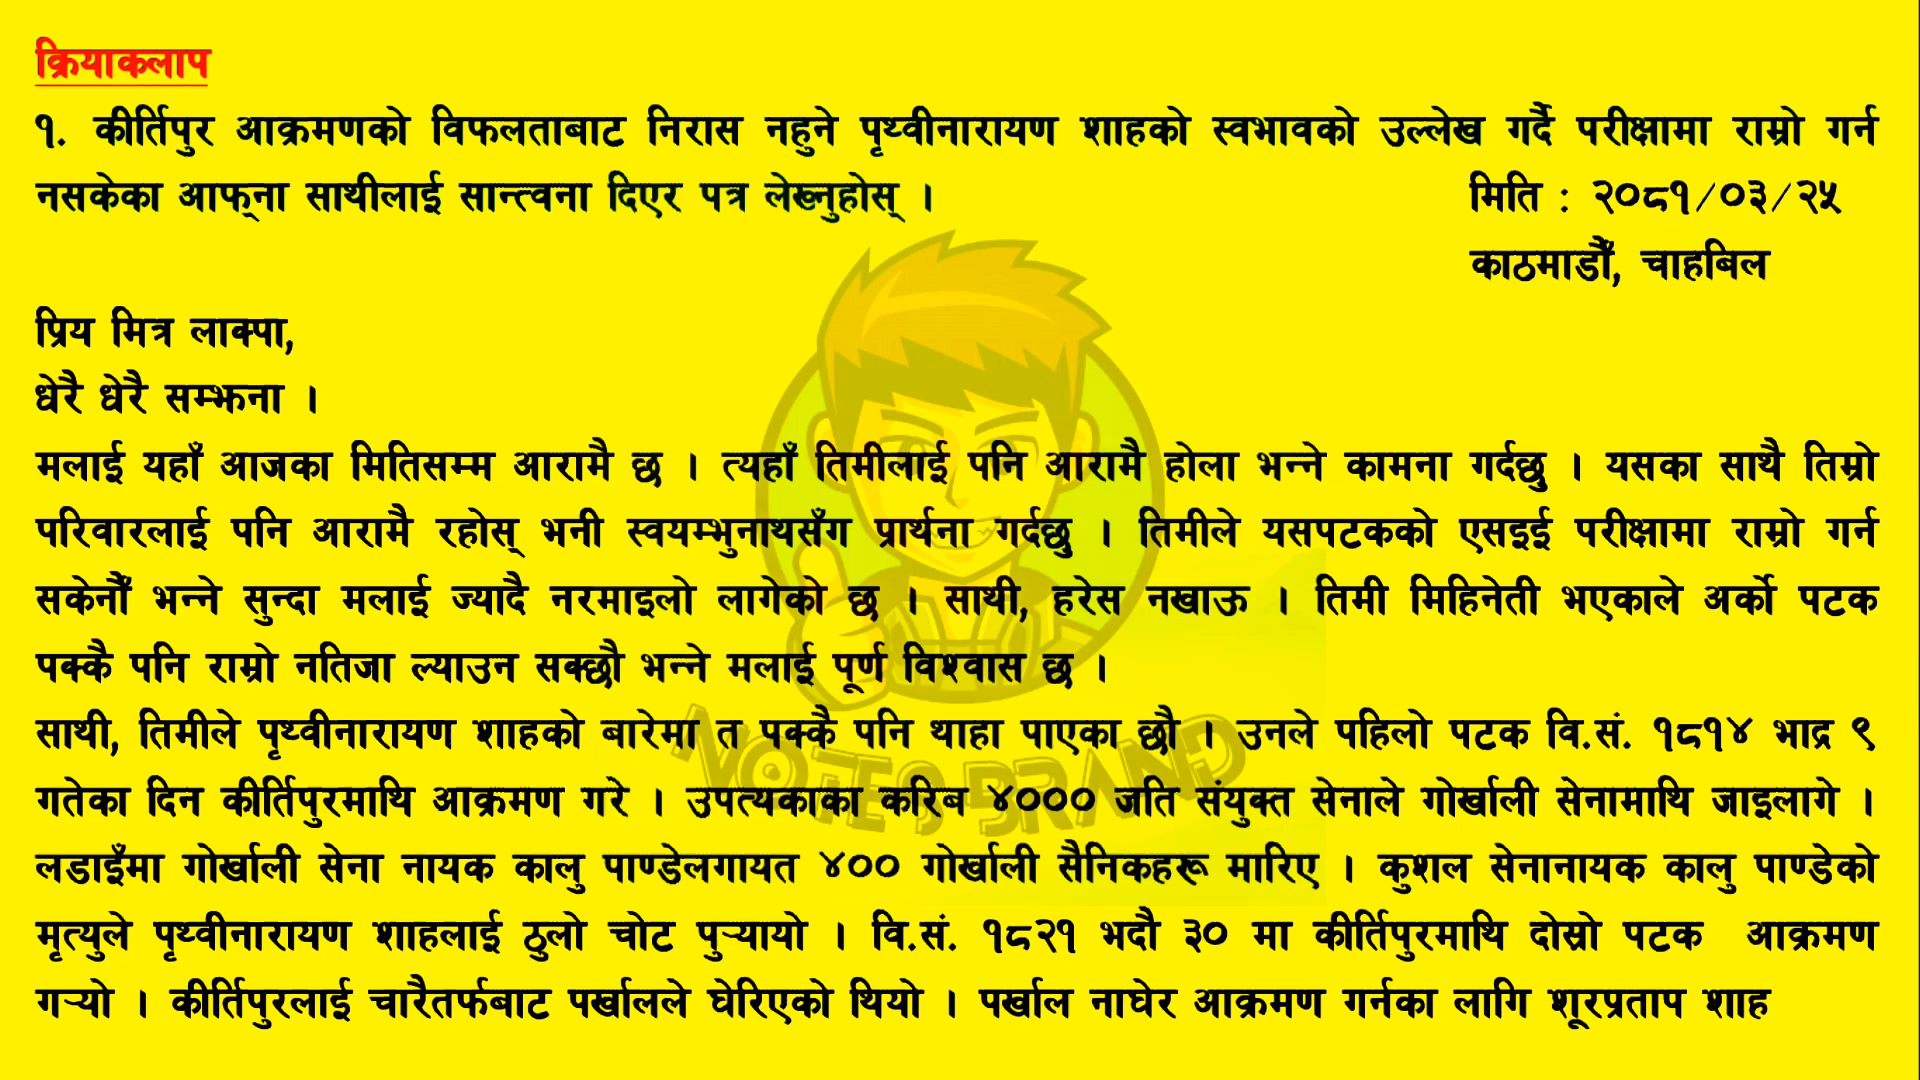 क्रियाकलाप
१. कीर्तिपुर आक्रमणको विफलताबाट निरास नहुने पृथ्वीनारायण शाहको स्वभावको उल्लेख गर्दै परीक्षामा राम्रो गर्न
नसकेका आफ्‌ना साथीलाई सान्त्वना दिएर पत्र लेख्नुहोस् ।
मिति : २०८१/०३/२५
काठमाडौँ, चाहबिल
प्रिय मित्र लाक्पा,
धेरै धेरै सम्झना ।
मलाई यहाँ आजका मितिसम्म आरामै छ । त्यहाँ तिमीलाई पनि आरामै होला भन्ने कामना गर्दछु । यसका साथै तिम्रो
परिवारलाई पनि आरामै रहोस् भनी स्वयम्भुनाथसँग प्रार्थना गर्दछु । तिमीले यसपटकको एसइई परीक्षामा राम्रो गर्न
सकेनौँ भन्ने सुन्दा मलाई ज्यादै नरमाइलो लागेको छ । साथी, हरेस नखाऊ । तिमी मिहिनेती भएकाले अर्को पटक
पक्कै पनि राम्रो नतिजा ल्याउन सक्छौ भन्ने मलाई पूर्ण विश्वास छ ।
साथी, तिमीले पृथ्वीनारायण शाहको बारेमा त पक्कै पनि थाहा पाएका छौ । उनले पहिलो पटक वि.सं. १८१४ भाद्र ९
गतेका दिन कीर्तिपुरमाथि आक्रमण गरे । उपत्यकाका करिब ४००० जति संयुक्त सेनाले गोर्खाली सेनामाथि जाइलागे ।
लडाइँमा गोर्खाली सेना नायक कालु पाण्डेलगायत ४०० गोर्खाली सैनिकहरू मारिए । कुशल सेनानायक कालु पाण्डेको
मृत्युले पृथ्वीनारायण शाहलाई ठुलो चोट पुऱ्यायो । वि.सं. १८२१ भदौ ३० मा कीर्तिपुरमाथि दोस्रो पटक आक्रमण
गऱ्यो । कीर्तिपुरलाई चारैतर्फबाट पर्खालले घेरिएको थियो । पर्खाल नाघेर आक्रमण गर्नका लागि शूरप्रताप शाह
NOTES BRAND